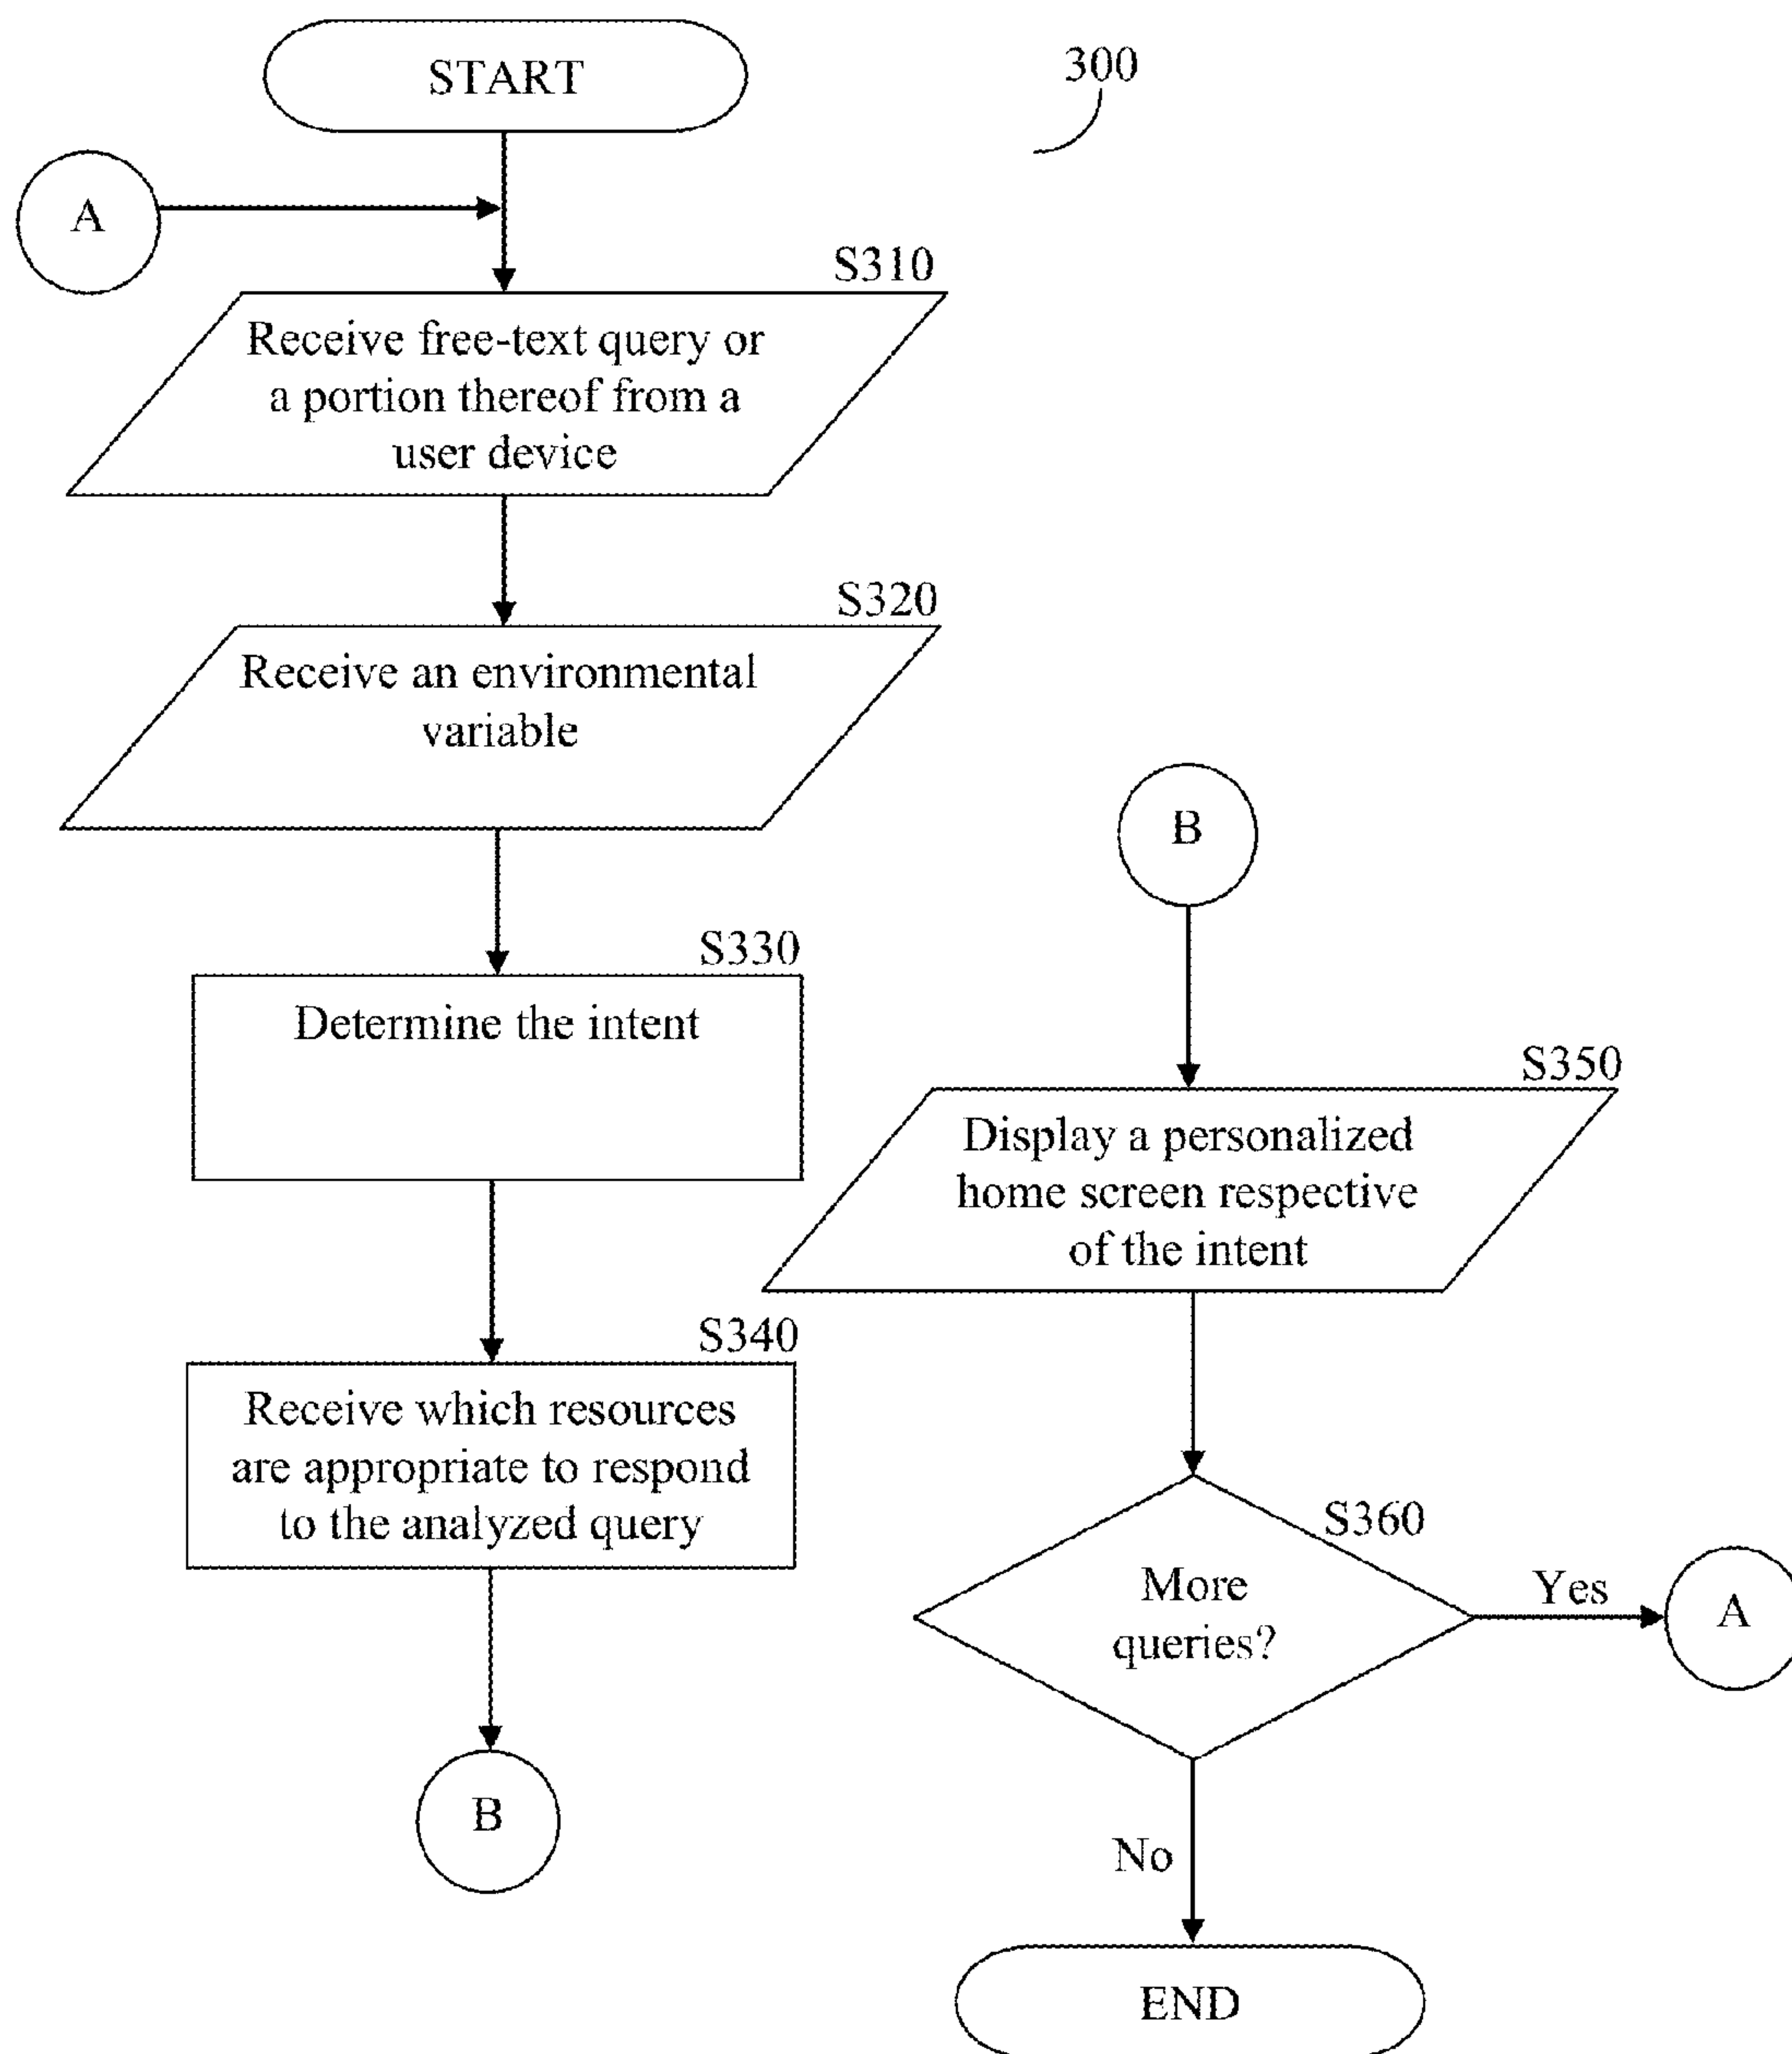 START
300
A
S310
Receive free-text query or
a portion thereof from a
user device
S320
Receive an environmental
variable
S330
Determine the intent
S340
Receive which resources
are appropriate to respond
to the analyzed query
B
B
S350
Display a personalized
home screen respective
of the intent
S360
More
queries?
Yes
A
No
END